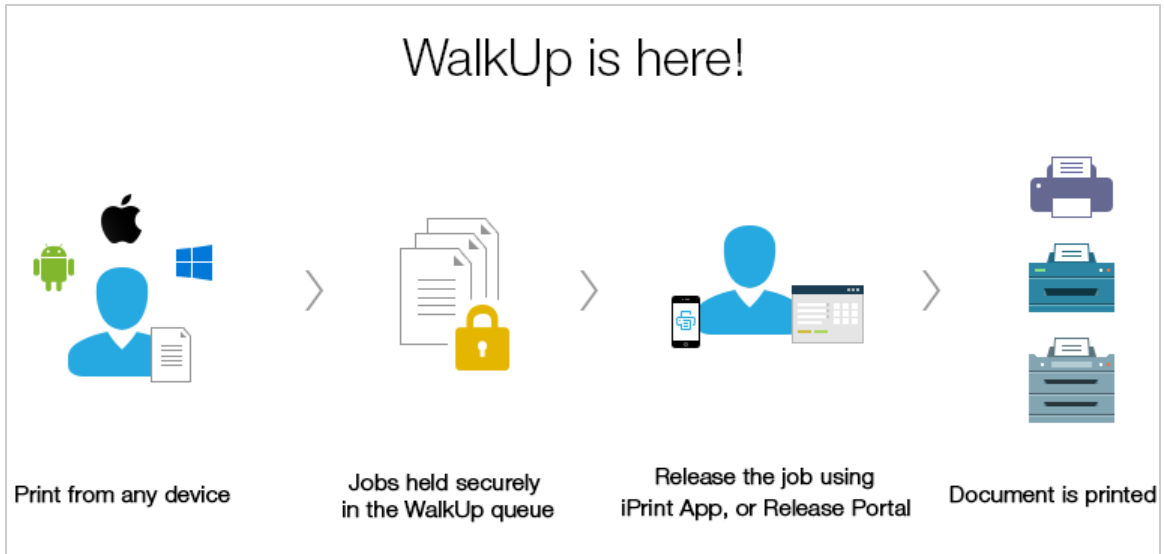 WalkUp is here!
Print from any device
Jobs held securely
in the WalkUp queue
Release the job using
iPrint App, or Release Portal
Document is printed